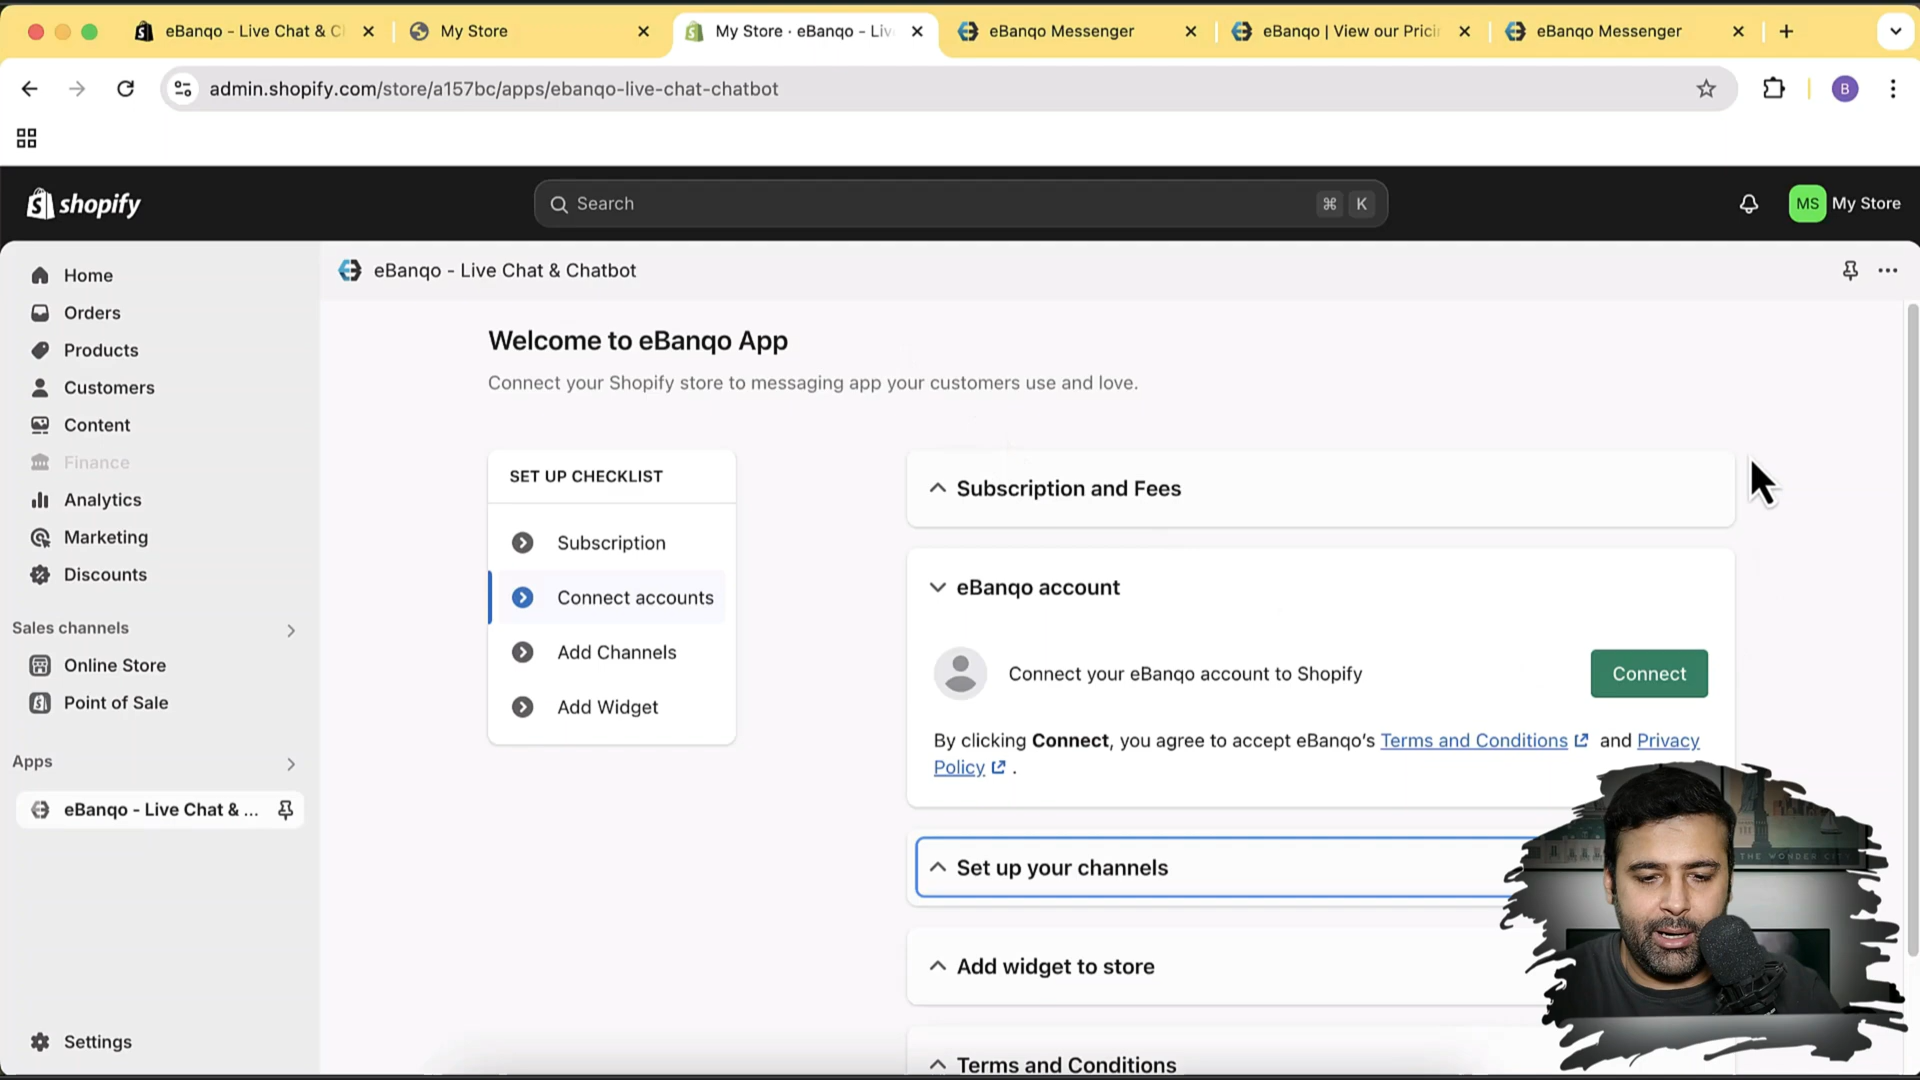 eBanqo - Live Chat & C
My Store
My Store · eBanqo - Liv
eBanqo Messenger
eBanqo | View our Prici
eBanqo Messenger
admin.shopify.com/store/a157bc/apps/ebanqo-live-chat-chatbot
B
shopify
Search
⌘ K
MS My Store
Home
Orders
Products
Customers
Content
Finance
Analytics
Marketing
Discounts
Sales channels
Online Store
Point of Sale
Apps
eBanqo - Live Chat & ...
Settings
eBanqo - Live Chat & Chatbot
Welcome to eBanqo App
Connect your Shopify store to messaging app your customers use and love.
SET UP CHECKLIST
Subscription
Connect accounts
Add Channels
Add Widget
Subscription and Fees
eBanqo account
Connect your eBanqo account to Shopify
Connect
By clicking Connect, you agree to accept eBanqo’s Terms and Conditions and Privacy
Policy .
Set up your channels
Add widget to store
Terms and Conditions
THE WONDER CITY